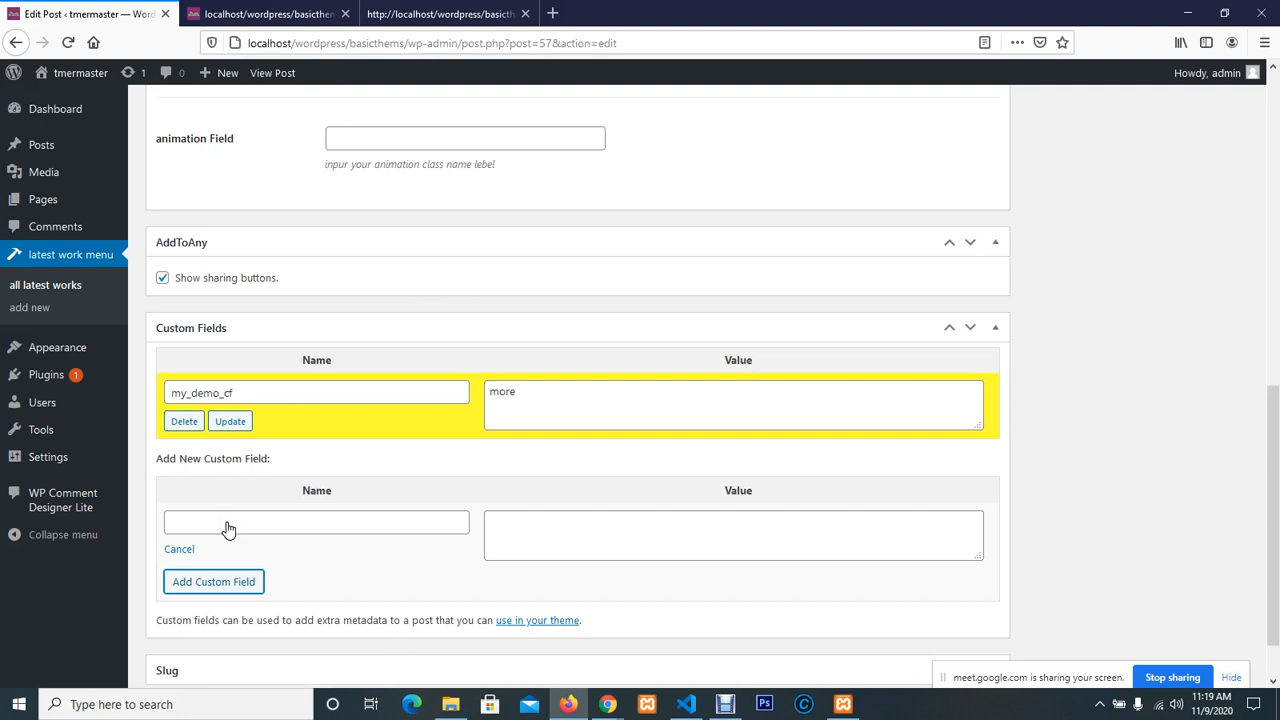 Edit Post ‹ tmermaster — Word
localhost/wordpress/basicthem
http://localhost/wordpress/basicth
localhost/wordpress/basicthems/wp-admin/post.php?post=57&action=edit
tmermaster
1
0
New
View Post
Howdy, admin
Dashboard
Posts
Media
Pages
Comments
latest work menu
all latest works
add new
Appearance
Plugins 1
Users
Tools
Settings
WP Comment
Designer Lite
Collapse menu
animation Field
inpur your animation class name lebel
AddToAny
Show sharing buttons.
Custom Fields
Name Value
my_demo_cf more
Delete Update
Add New Custom Field:
Name Value
Cancel
Add Custom Field
Custom fields can be used to add extra metadata to a post that you can use in your theme.
Slug
meet.google.com is sharing your screen. Stop sharing Hide
Type here to search
11:19 AM
11/9/2020